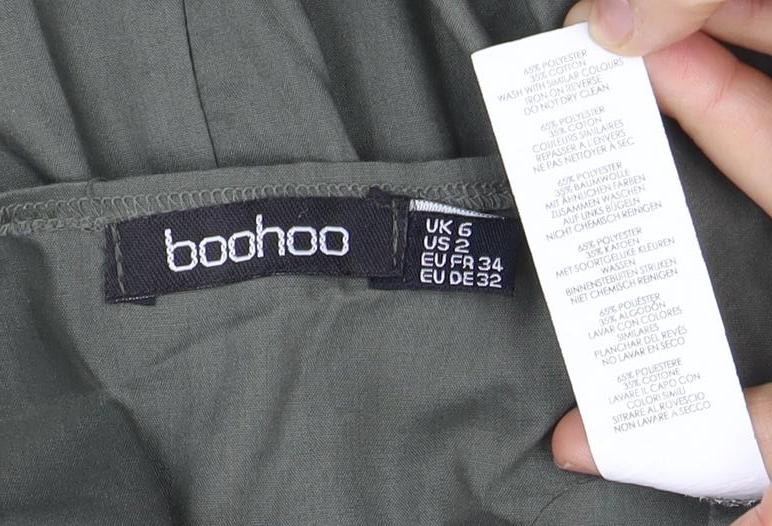 boohoo
UK 6
US 2
EU FR 34
EU DE 32
65% POLYESTER
35% COTTON
WASH WITH SIMILAR COLOURS
IRON ON REVERSE
DO NOT DRY CLEAN
65% POLYESTER
35% COTON
COULEURS SIMILAIRES
REPASSER A L'ENVERS
NE PAS NETTOYER A SEC
65% POLYESTER
35% BAUMWOLLE
MIT ÄHNLICHEN FARBEN
ZUSAMMEN WASCHEN
AUF LINKS BÜGELN
NICHT CHEMISCH REINIGEN
65% POLYESTER
35% KATOEN
MET SOORTGELIJKE KLEUREN
WASSEN
BINNENSTEBUITEN STRIJKEN
NIET CHEMISCH REINIGEN
65% POLIÉSTER
35% ALGODÓN
LAVAR CON COLORES
SIMILARES
PLANCHAR DEL REVÉS
NO LAVAR EN SECO
65% POLIESTERE
35% COTONE
LAVARE IL CAPO CON
COLORI SIMILI
STIRARE AL ROVESCIO
NON LAVARE A SECCO